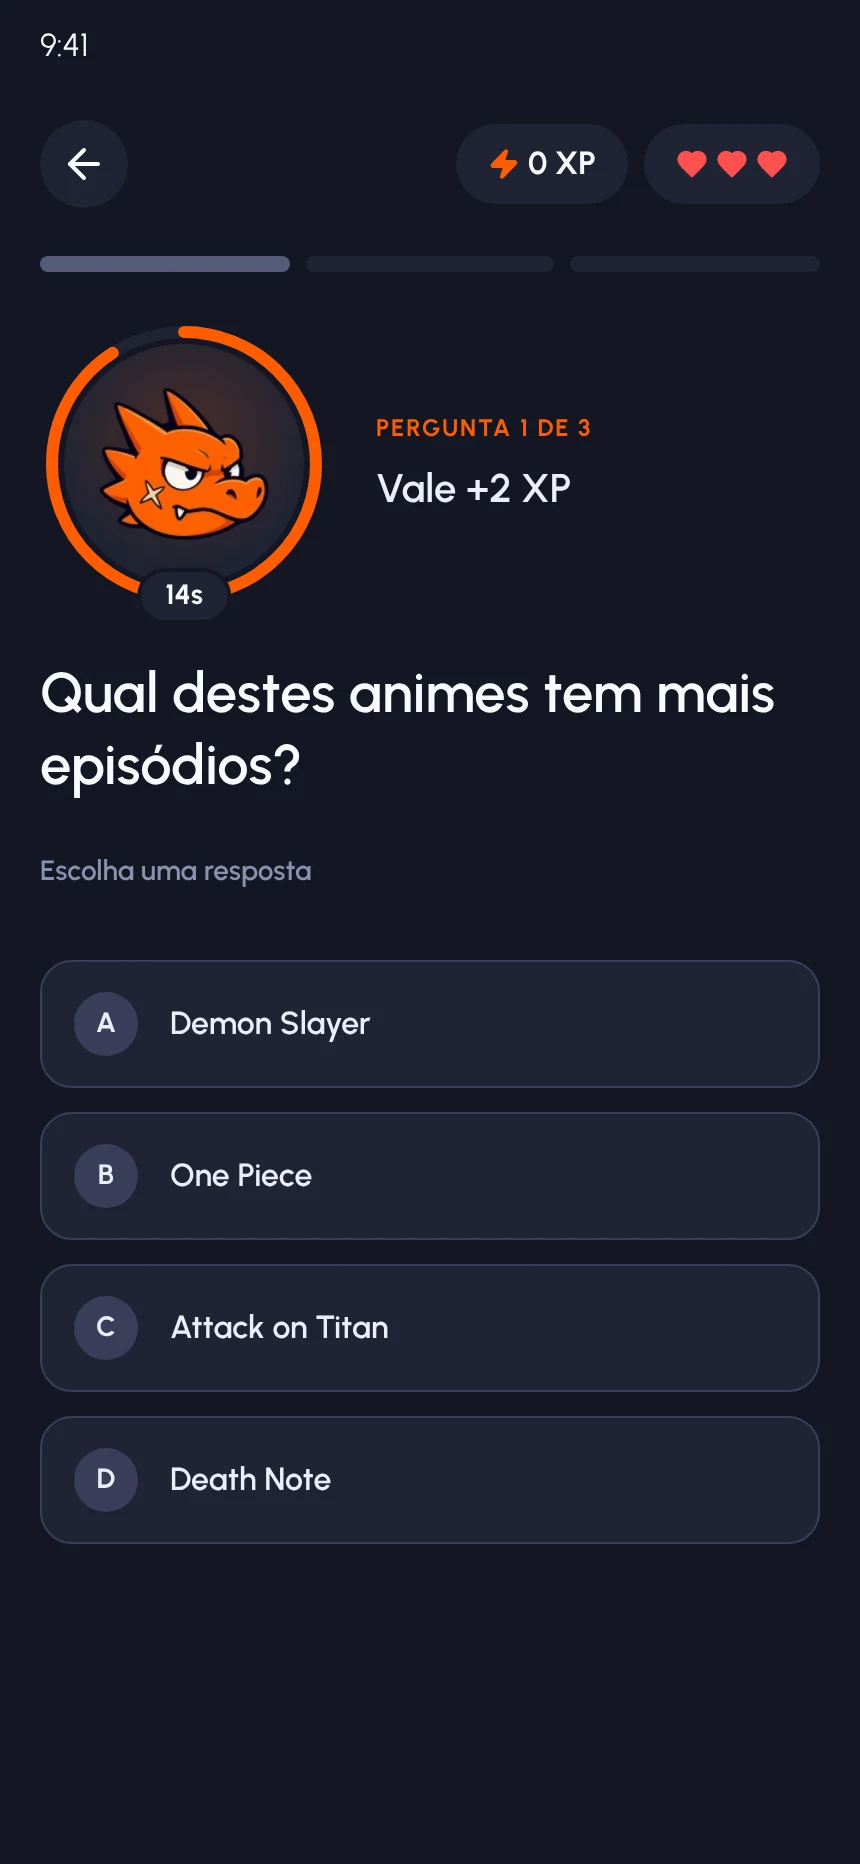 9:41
0 XP
PERGUNTA 1 DE 3
Vale +2 XP
14s
Qual destes animes tem mais
episódios?
Escolha uma resposta
A Demon Slayer
B One Piece
C Attack on Titan
D Death Note